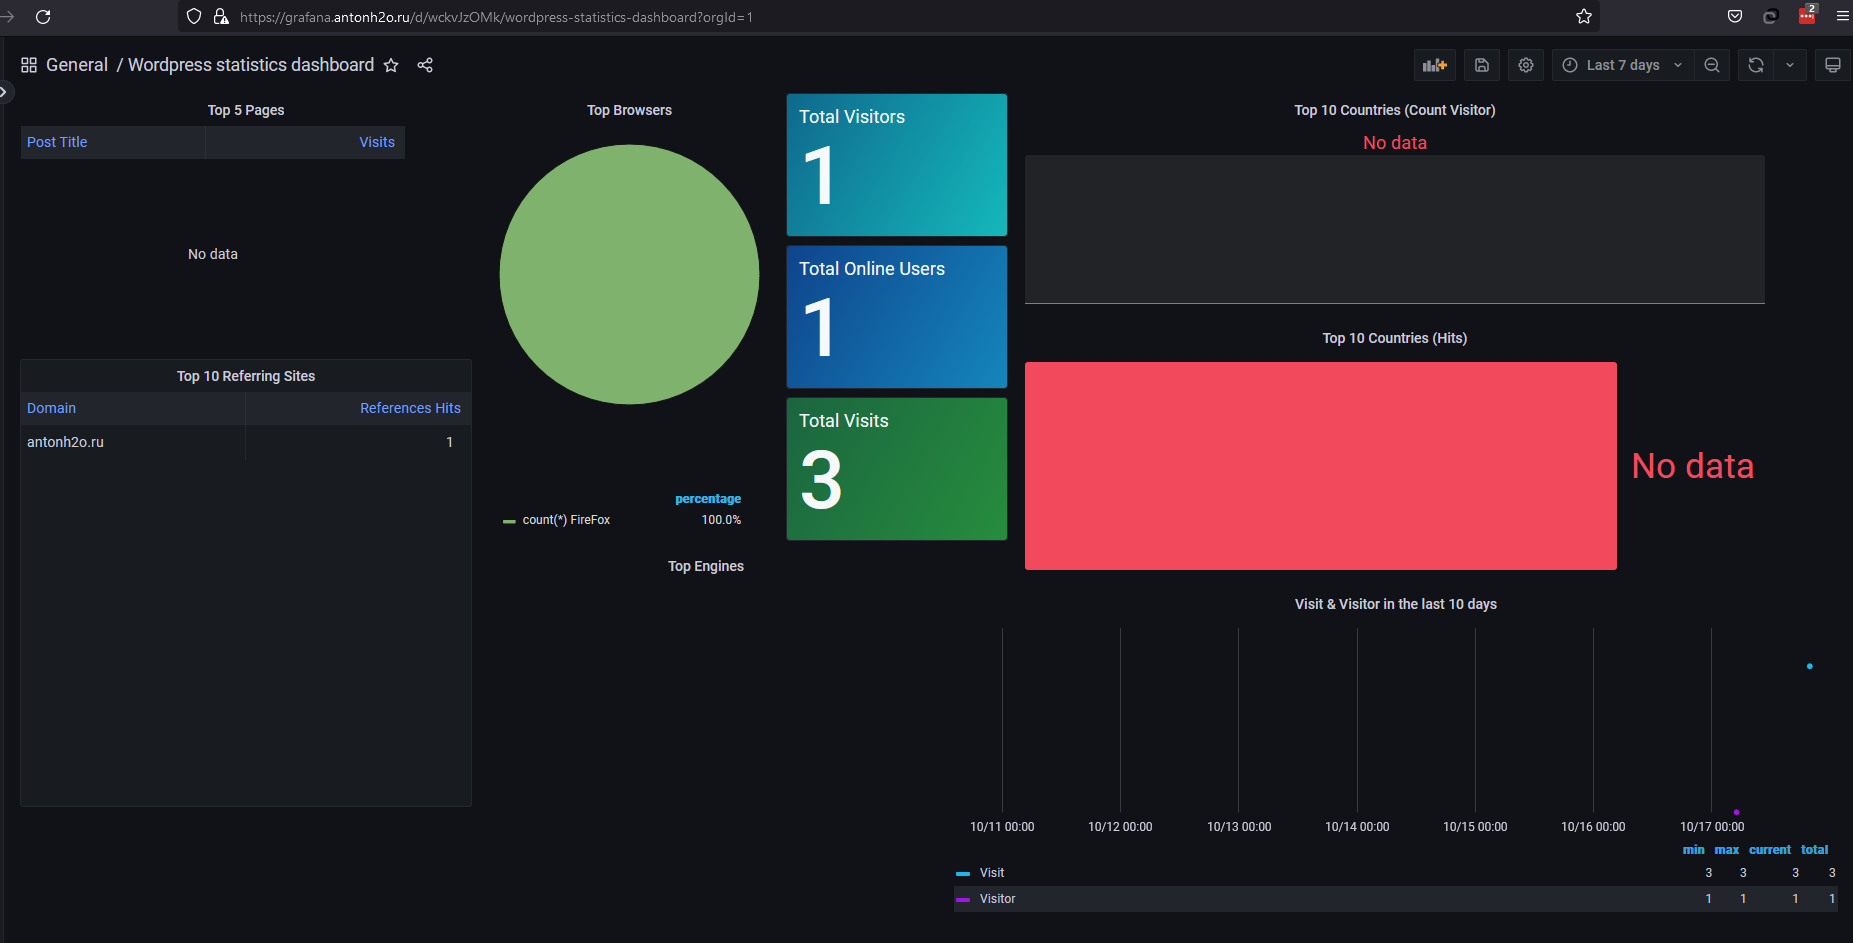 https://grafana.antonh2o.ru/d/wckvJzOMk/wordpress-statistics-dashboard?orgId=1
2
General / Wordpress statistics dashboard
Last 7 days
Top 5 Pages
Post Title Visits
No data
Top 10 Referring Sites
Domain References Hits
antonh2o.ru 1
Top Browsers
percentage
count(*) FireFox 100.0%
Top Engines
Total Visitors
1
Total Online Users
1
Total Visits
3
Top 10 Countries (Count Visitor)
No data
Top 10 Countries (Hits)
No data
Visit & Visitor in the last 10 days
10/11 00:00 10/12 00:00 10/13 00:00 10/14 00:00 10/15 00:00 10/16 00:00 10/17 00:00
min max current total
Visit 3 3 3 3
Visitor 1 1 1 1